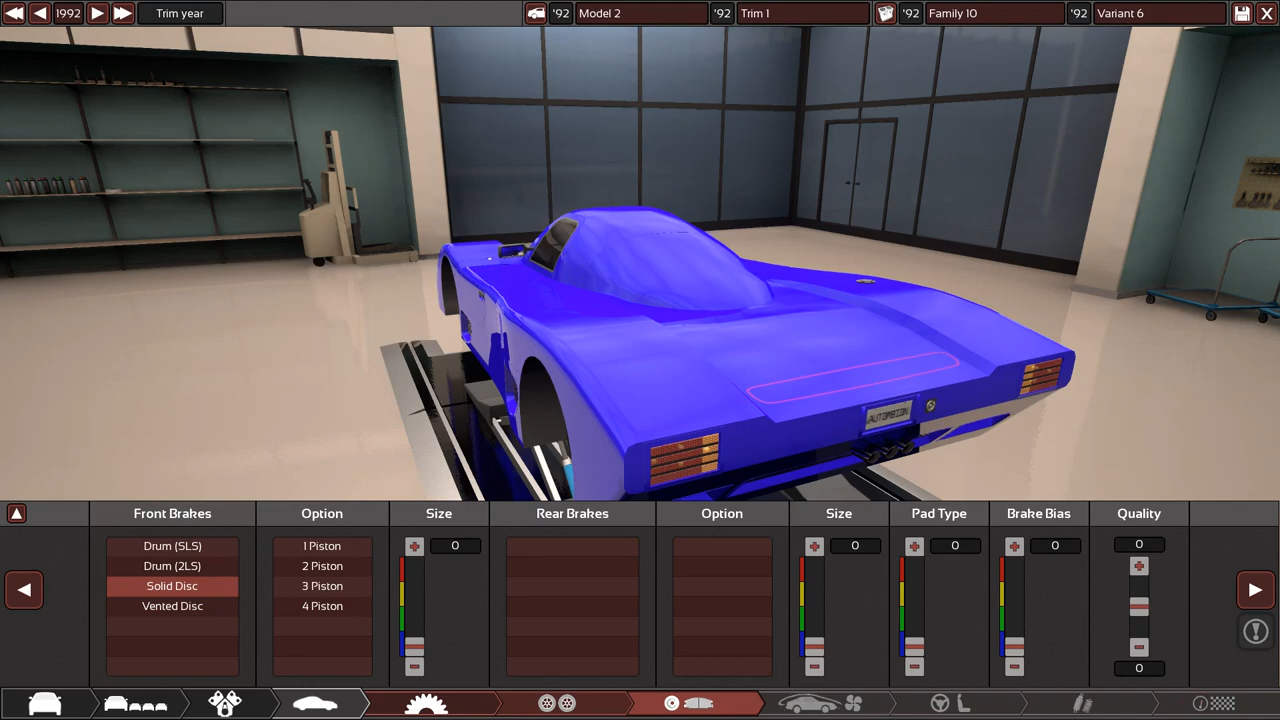 1992 Trim year '92 Model 2 '92 Trim 1 '92 Family 10 '92 Variant 6
AUTOMATION
Front Brakes Option Size Rear Brakes Option Size Pad Type Brake Bias Quality
Drum (SLS) 1 Piston 0 0 0 0 0
Drum (2LS) 2 Piston
Solid Disc 3 Piston
Vented Disc 4 Piston
0